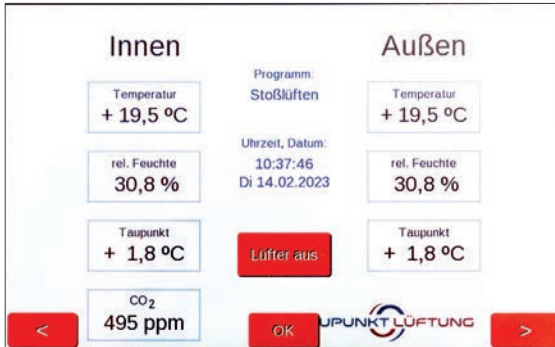 Innen
Außen
Programm:
Stoßlüften
Temperatur
+ 19,5 ºC
Temperatur
+ 19,5 ºC
Uhrzeit, Datum:
10:37:46
Di 14.02.2023
rel. Feuchte
30,8 %
rel. Feuchte
30,8 %
Taupunkt
+ 1,8 ºC
Lüfter aus
Taupunkt
+ 1,8 ºC
CO2
495 ppm
<
OK
UPUNKT LÜFTUNG
>